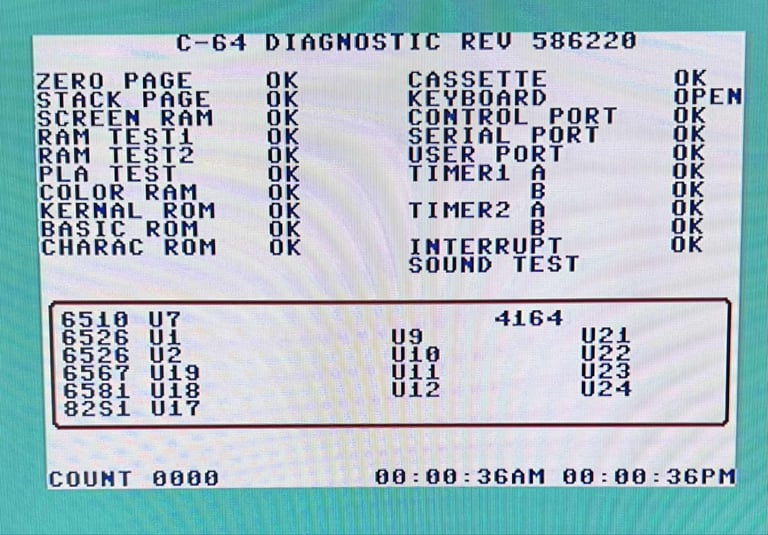 C-64 DIAGNOSTIC REV 586220
ZERO PAGE OK
STACK PAGE OK
SCREEN RAM OK
RAM TEST1 OK
RAM TEST2 OK
PLA TEST OK
COLOR RAM OK
KERNAL ROM OK
BASIC ROM OK
CHARAC ROM OK
CASSETTE OK
KEYBOARD OPEN
CONTROL PORT OK
SERIAL PORT OK
USER PORT OK
TIMER1 A OK
B OK
TIMER2 A OK
B OK
INTERRUPT OK
SOUND TEST
6510 U7
6526 U1
6526 U2
6567 U19
6581 U18
82S1 U17
4164
U9 U21
U10 U22
U11 U23
U12 U24
COUNT 0000 00:00:36AM 00:00:36PM